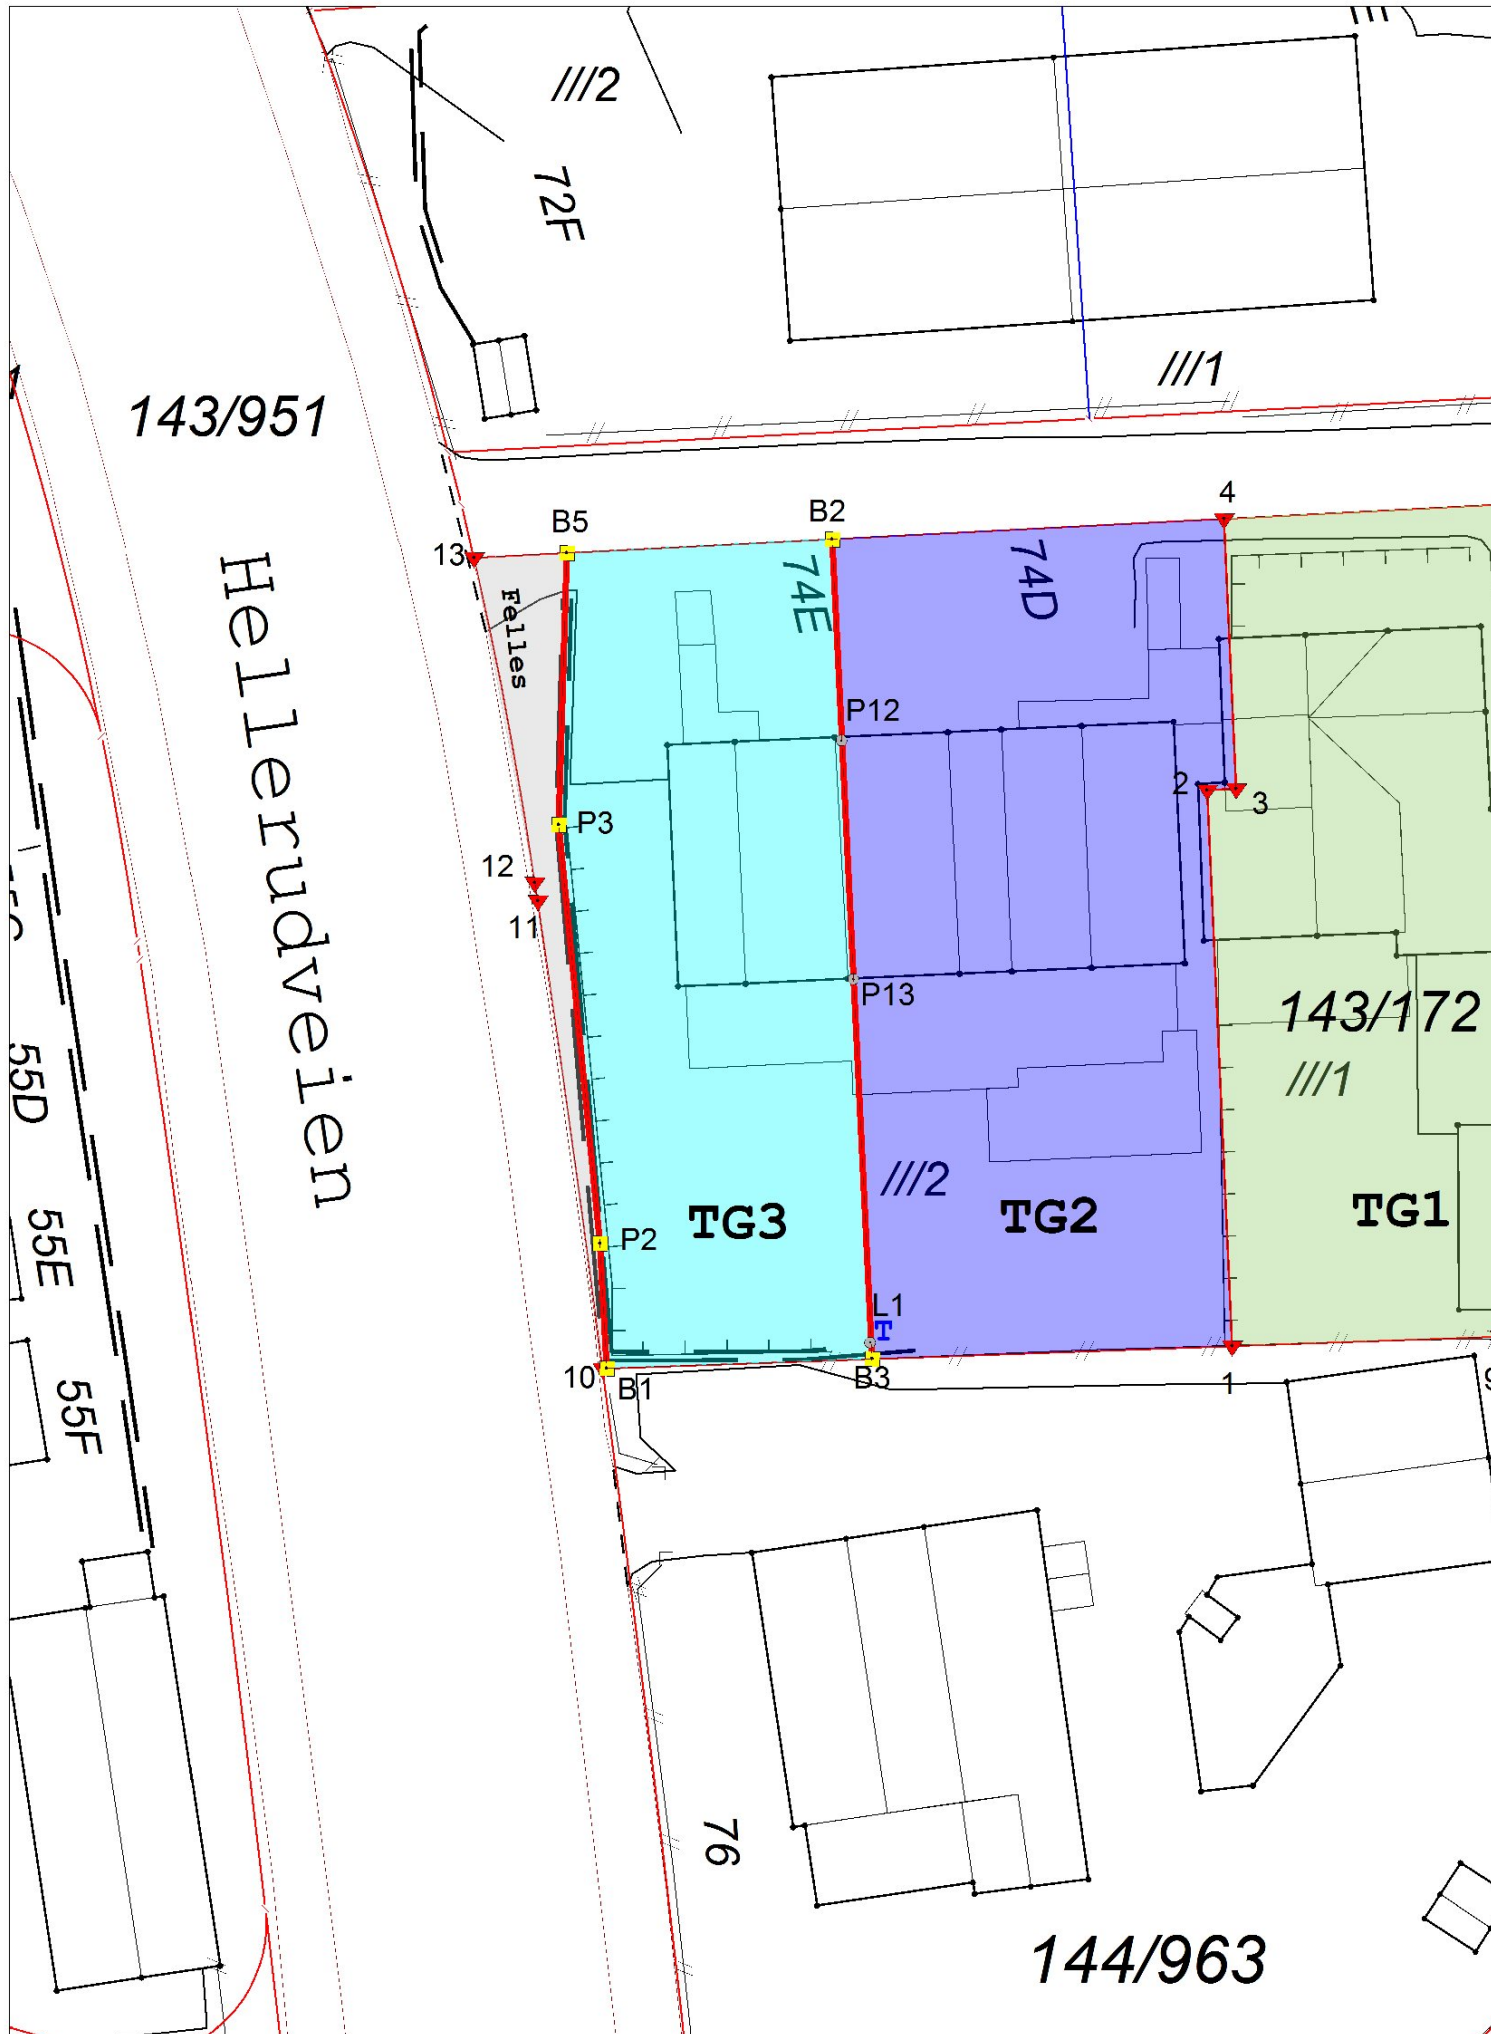 ///2
72F
///1
143/951
4
B2
B5
13
74E
74D
Felles
Hellerudveien
P12
2
3
P3
12
11
P13
143/172
///1
55D
///2
TG3
TG2
TG1
55E
P2
L1
T
10
B1
B3
1
9
55F
76
144/963